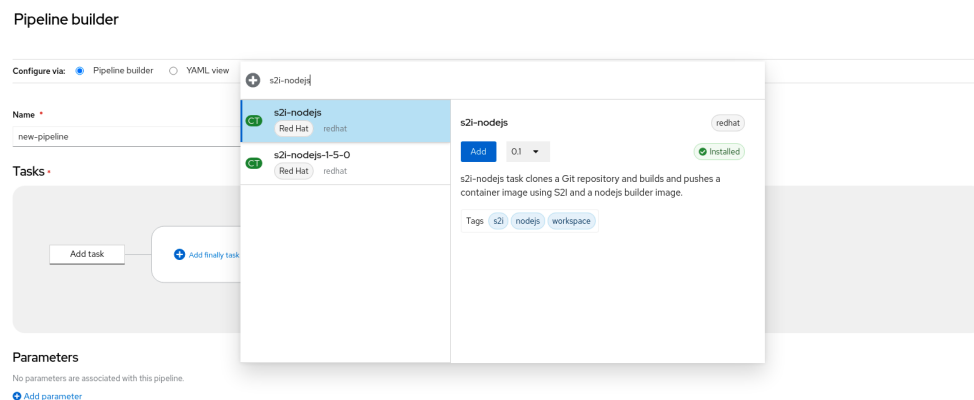 Pipeline builder
Configure via: Pipeline builder YAML view
Name *
new-pipeline
Tasks *
Add task
Add finally task
s2i-nodejs
s2i-nodejs
Red Hat redhat
s2i-nodejs-1-5-0
Red Hat redhat
CT
CT
s2i-nodejs
redhat
Add
0.1
Installed
s2i-nodejs task clones a Git repository and builds and pushes a
container image using S2I and a nodejs builder image.
Tags s2i nodejs workspace
Parameters
No parameters are associated with this pipeline.
Add parameter